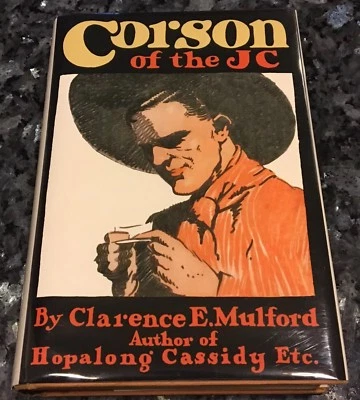 Corson
of the JC
By Clarence E. Mulford
Author of
Hopalong Cassidy Etc.